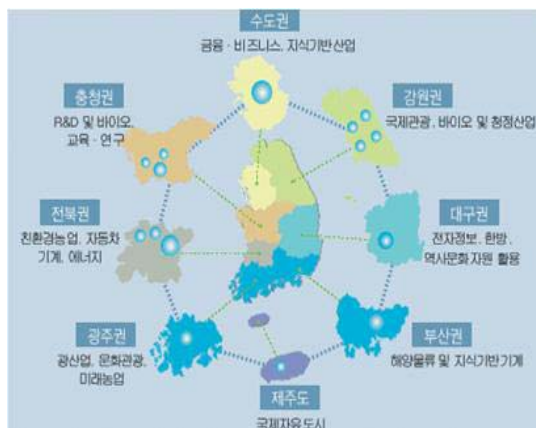 수도권
금융 · 비즈니스, 지식기반산업
충청권
R&D 및 바이오,
교육 · 연구
강원권
국제관광, 바이오 및 청정산업
전북권
친환경농업, 자동차
기계, 에너지
대구권
전자정보, 한방,
역사문화자원 활용
광주권
광산업, 문화관광,
미래농업
부산권
해양물류 및 지식기반기계
제주도
국제자유도시